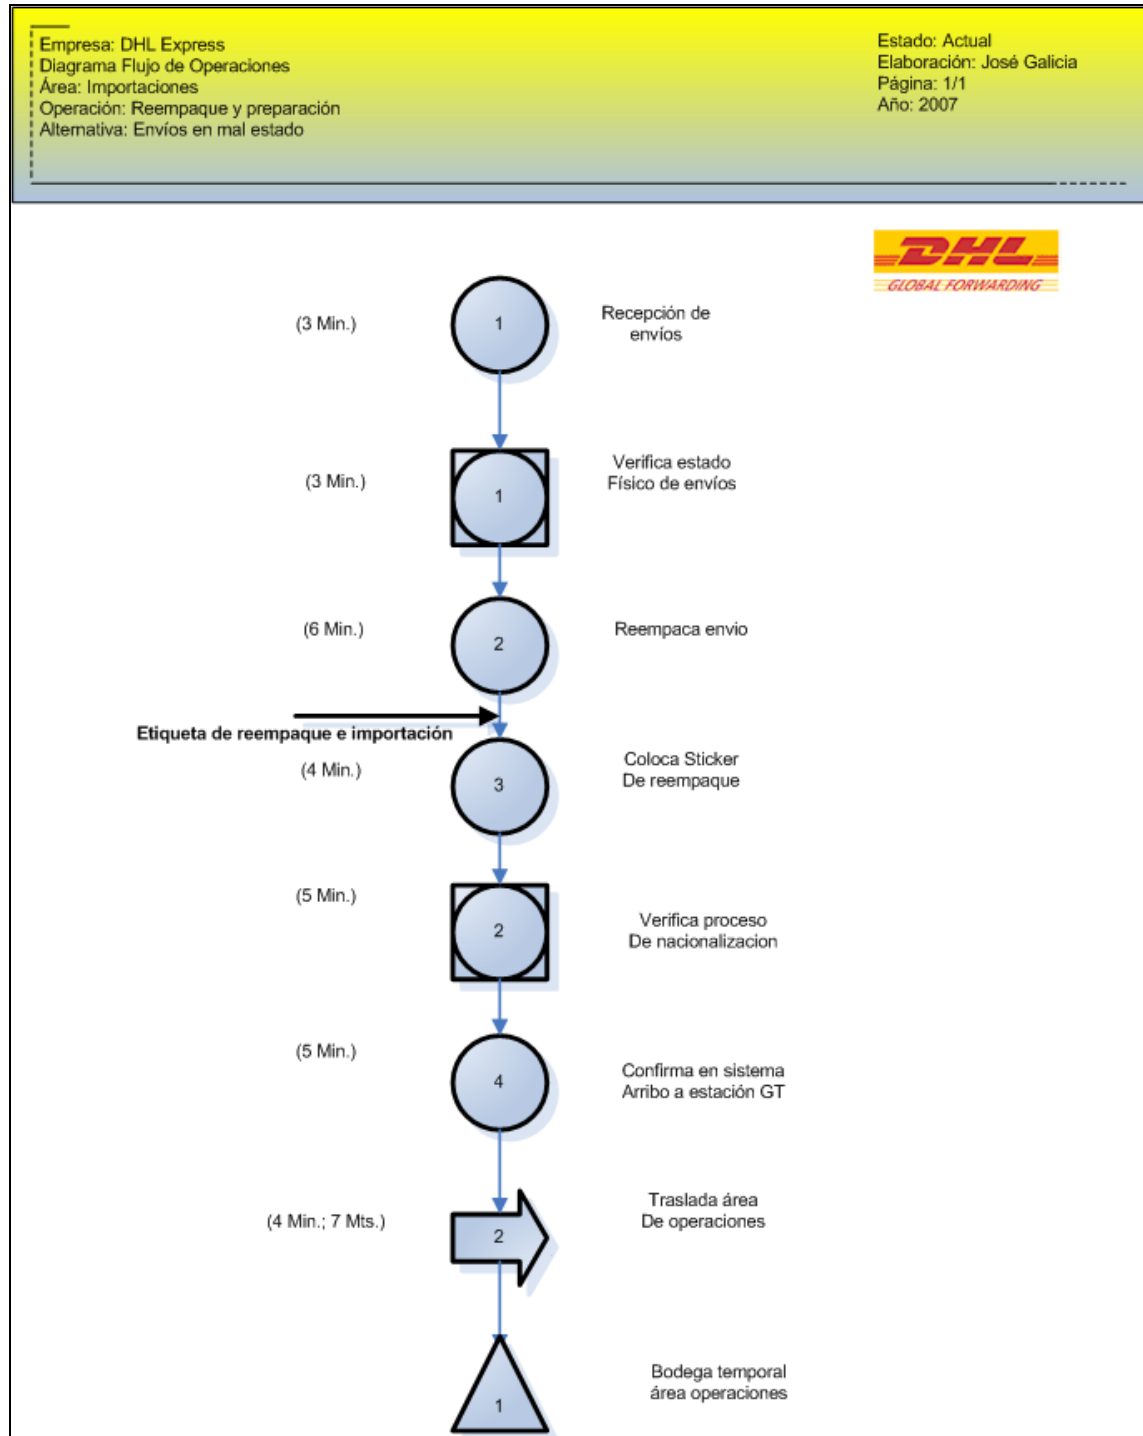 Empresa: DHL Express
Diagrama Flujo de Operaciones
Área: Importaciones
Operación: Reempaque y preparación
Alternativa: Envíos en mal estado
Estado: Actual
Elaboración: José Galicia
Página: 1/1
Año: 2007
DHL
GLOBAL FORWARDING
(3 Min.)
1
Recepción de
envíos
(3 Min.)
1
Verifica estado
Físico de envíos
(6 Min.)
2
Reempaca envio
Etiqueta de reempaque e importación
(4 Min.)
3
Coloca Sticker
De reempaque
(5 Min.)
2
Verifica proceso
De nacionalizacion
(5 Min.)
4
Confirma en sistema
Arribo a estación GT
(4 Min.; 7 Mts.)
2
Traslada área
De operaciones
1
Bodega temporal
área operaciones